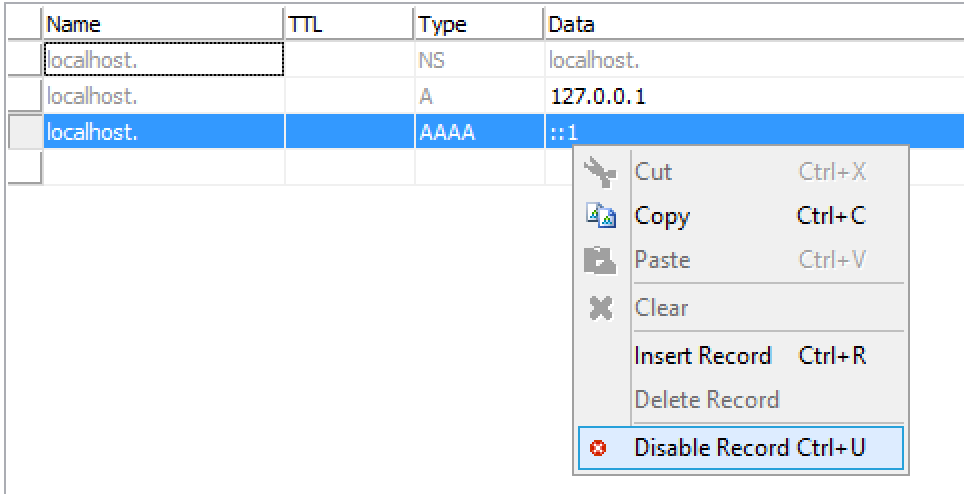 Name TTL Type Data
localhost. NS localhost.
localhost. A 127.0.0.1
localhost. AAAA ::1
Cut Ctrl+X
Copy Ctrl+C
Paste Ctrl+V
Clear
Insert Record Ctrl+R
Delete Record
Disable Record Ctrl+U